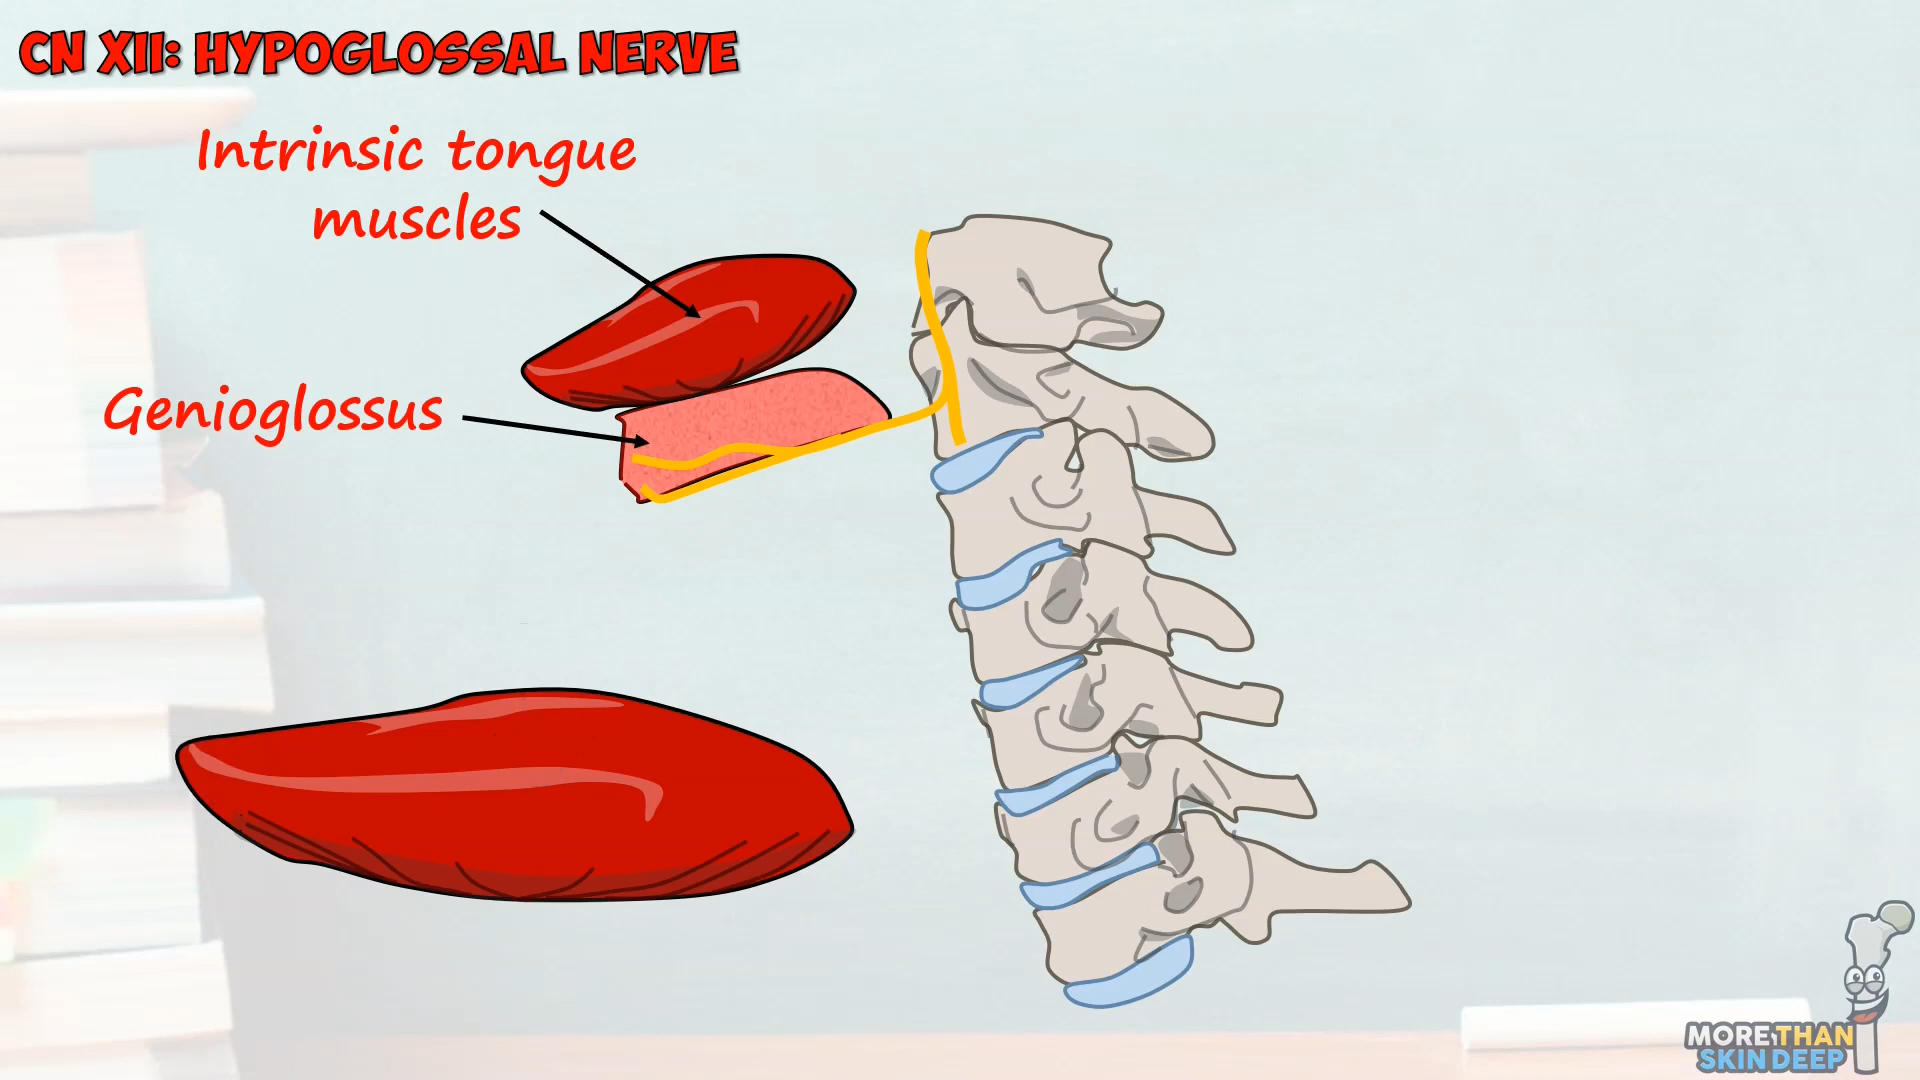 CN XII: HYPOGLOSSAL NERVE
Intrinsic tongue
muscles
Genioglossus
MORE THAN
SKIN DEEP